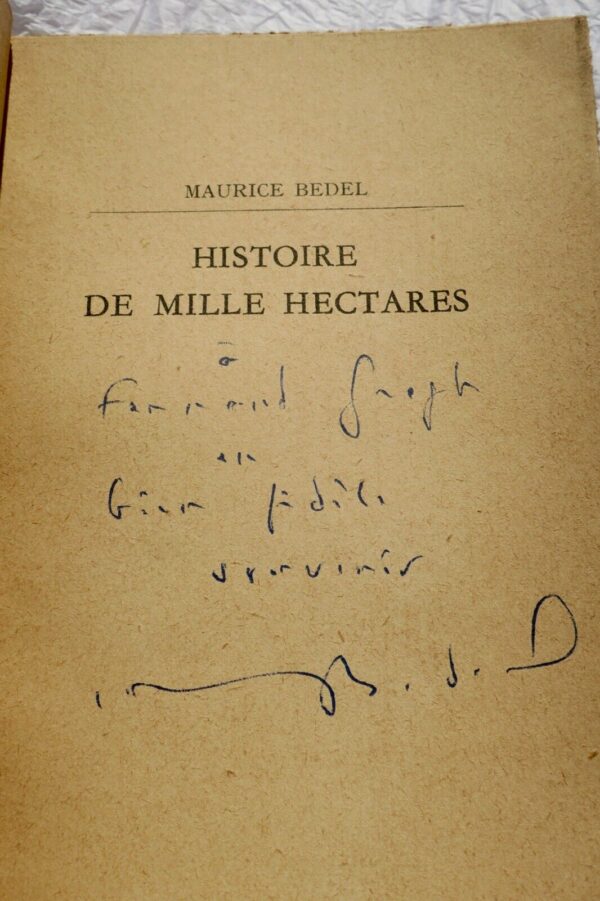 MAURICE BEDEL
HISTOIRE
DE MILLE HECTARES
à
Fernand Gregh
en
bien fidèle
souvenir